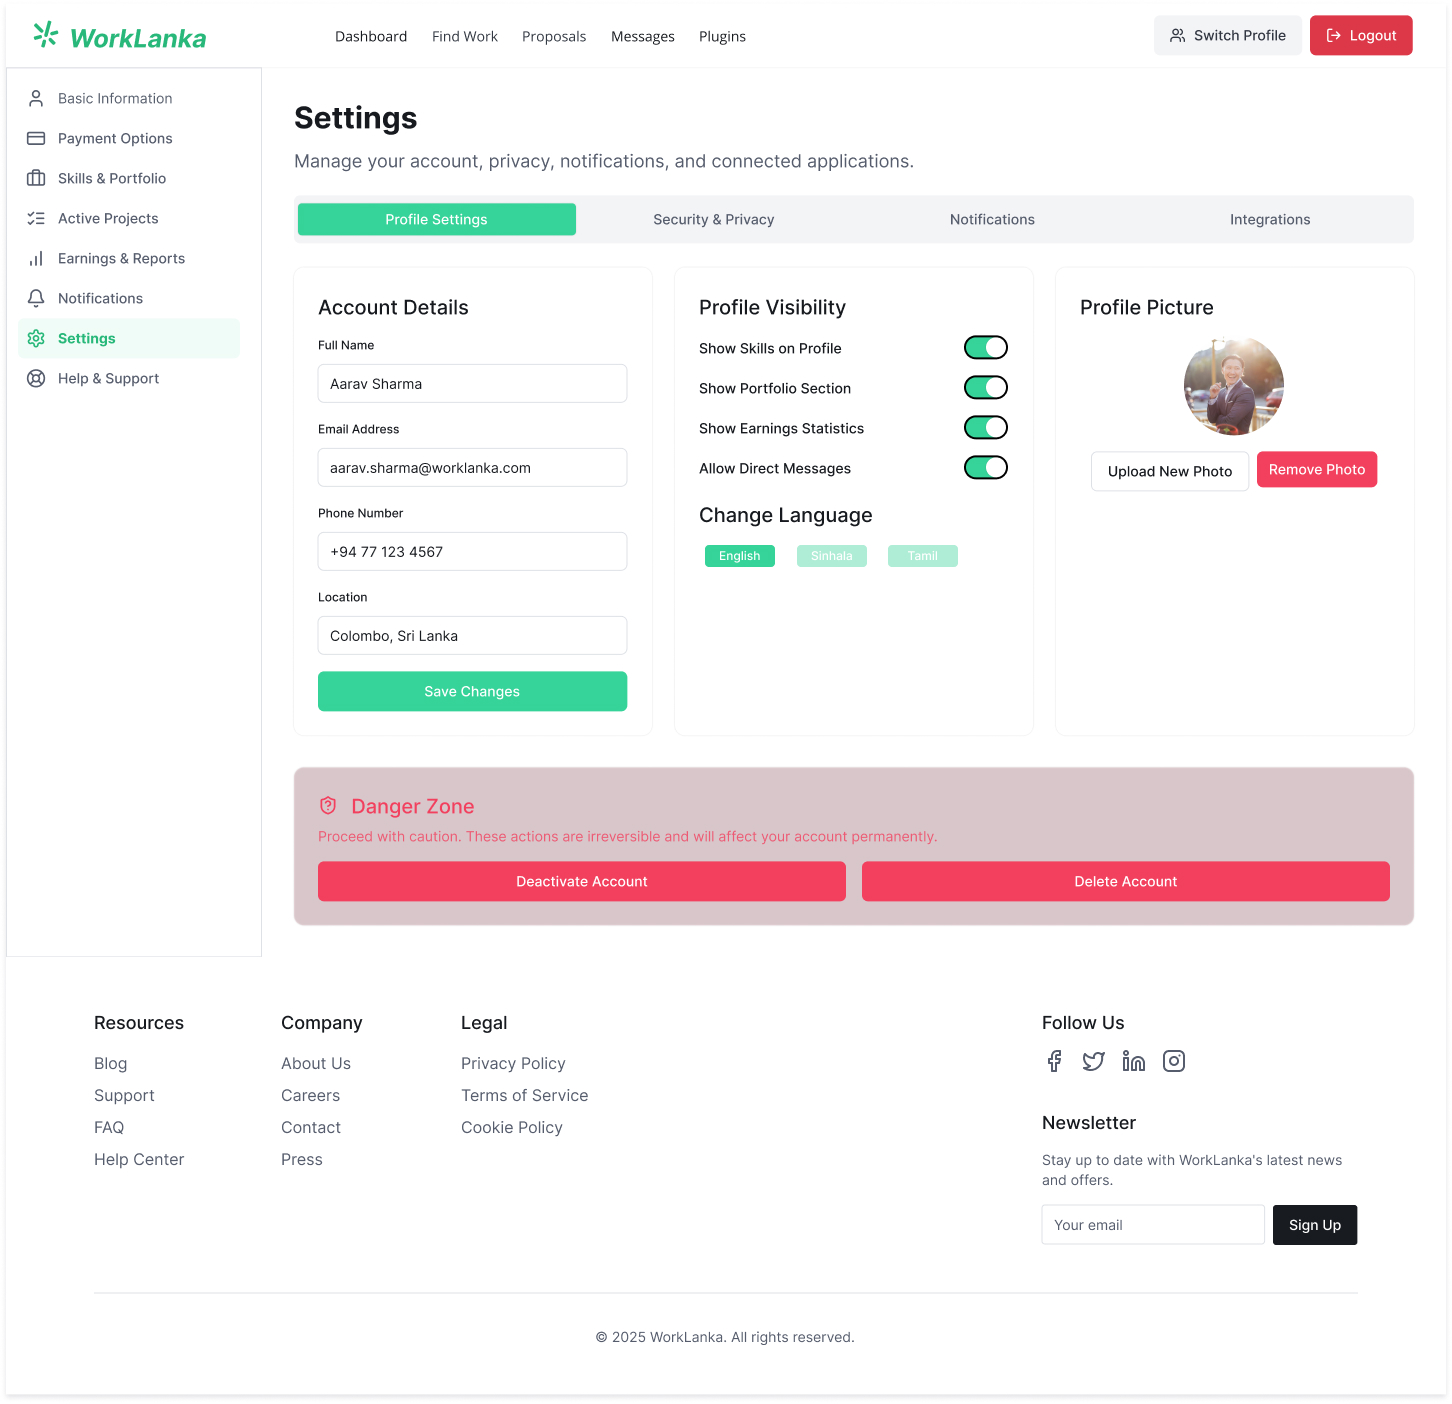 WorkLanka
Dashboard
Find Work
Proposals
Messages
Plugins
Switch Profile
Logout
Basic Information
Payment Options
Skills & Portfolio
Active Projects
Earnings & Reports
Notifications
Settings
Help & Support
Settings
Manage your account, privacy, notifications, and connected applications.
Profile Settings
Security & Privacy
Notifications
Integrations
Account Details
Full Name
Aarav Sharma
Email Address
aarav.sharma@worklanka.com
Phone Number
+94 77 123 4567
Location
Colombo, Sri Lanka
Save Changes
Profile Visibility
Show Skills on Profile
Show Portfolio Section
Show Earnings Statistics
Allow Direct Messages
Change Language
English
Sinhala
Tamil
Profile Picture
Upload New Photo
Remove Photo
Danger Zone
Proceed with caution. These actions are irreversible and will affect your account permanently.
Deactivate Account
Delete Account
Resources
Blog
Support
FAQ
Help Center
Company
About Us
Careers
Contact
Press
Legal
Privacy Policy
Terms of Service
Cookie Policy
Follow Us
Newsletter
Stay up to date with WorkLanka's latest news
and offers.
Your email
Sign Up
© 2025 WorkLanka. All rights reserved.